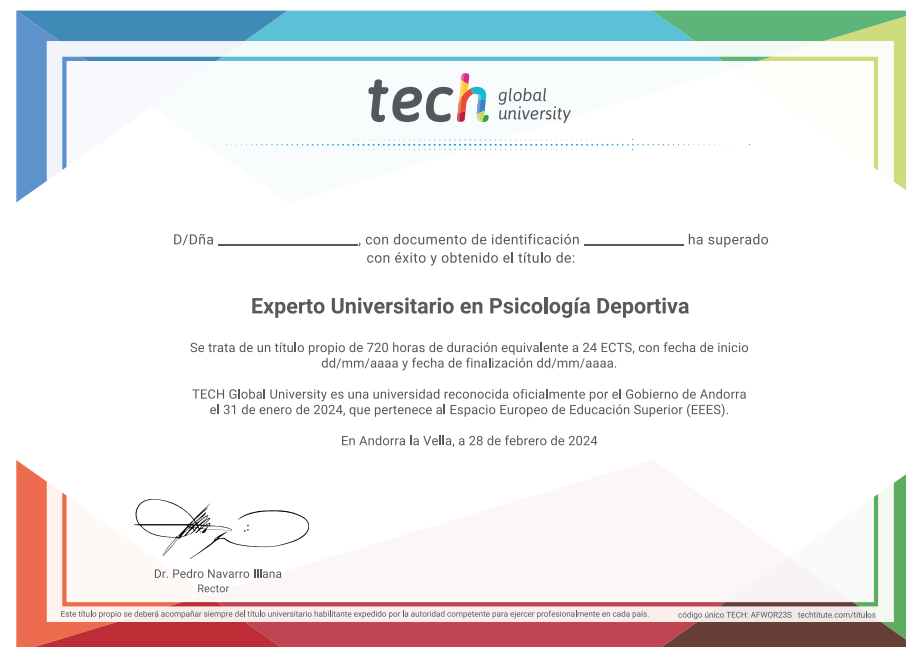 tech global university
D/Dña ____________, con documento de identificación ____________ ha superado
con éxito y obtenido el título de:
Experto Universitario en Psicología Deportiva
Se trata de un título propio de 720 horas de duración equivalente a 24 ECTS, con fecha de inicio
dd/mm/aaaa y fecha de finalización dd/mm/aaaa.
TECH Global University es una universidad reconocida oficialmente por el Gobierno de Andorra
el 31 de enero de 2024, que pertenece al Espacio Europeo de Educación Superior (EEES).
En Andorra la Vella, a 28 de febrero de 2024
Dr. Pedro Navarro Illana
Rector
Este título propio se deberá acompañar siempre del título universitario habilitante expedido por la autoridad competente para ejercer profesionalmente en cada país. código único TECH: AFWOR23S techtitute.com/titulos